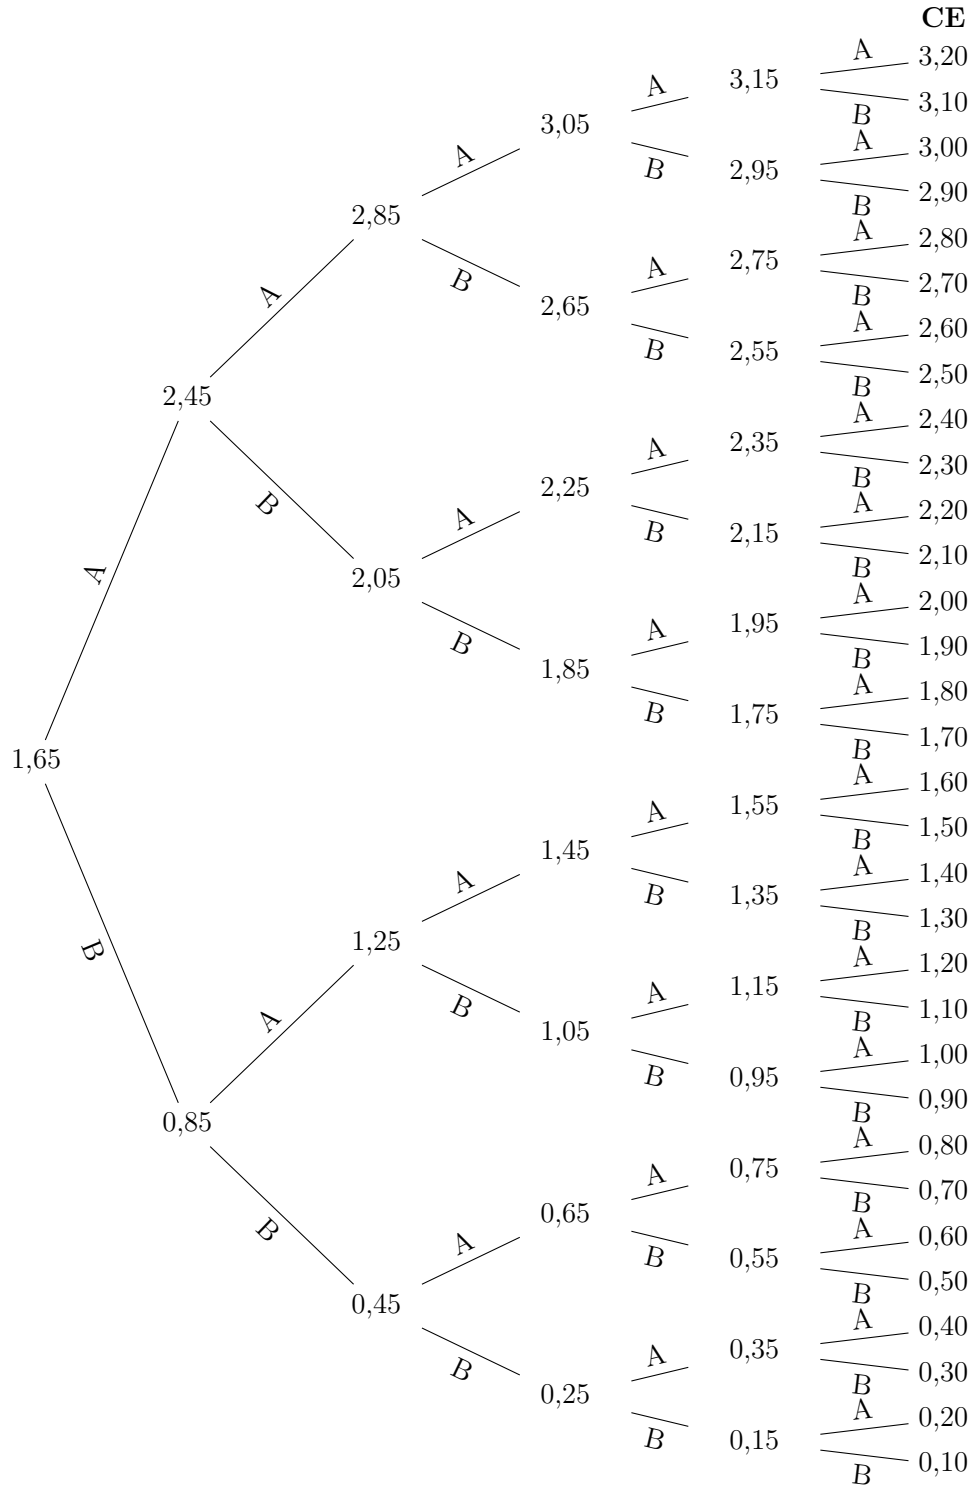 CE
A
3,20
3,15
A
3,10
B
3,05
A
3,00
A
B
2,95
2,90
B
2,85
A
2,80
2,75
A
B
2,70
A
B
2,65
A
2,60
B
2,55
2,50
B
2,45
A
2,40
2,35
A
2,30
B
2,25
A
B
2,20
A
B
2,15
2,10
B
A
2,05
A
2,00
1,95
A
B
1,90
B
1,85
A
1,80
B
1,75
1,70
B
1,65
A
1,60
1,55
A
1,50
B
1,45
A
1,40
A
B
1,35
1,30
B
1,25
B
A
1,20
1,15
A
B
1,10
A
B
1,05
A
1,00
B
0,95
0,90
B
0,85
A
0,80
0,75
A
0,70
B
0,65
B
A
0,60
A
B
0,55
0,50
B
0,45
A
0,40
0,35
A
B
0,30
B
0,25
A
0,20
B
0,15
0,10
B